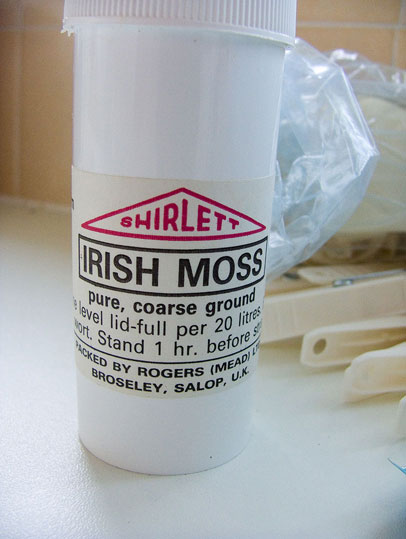 SHIRLETT
IRISH MOSS
pure, coarse ground
level lid-full per 20 litres
wort. Stand 1 hr. before
PACKED BY ROGERS (MEAD)
BROSELEY, SALOP, U.K.